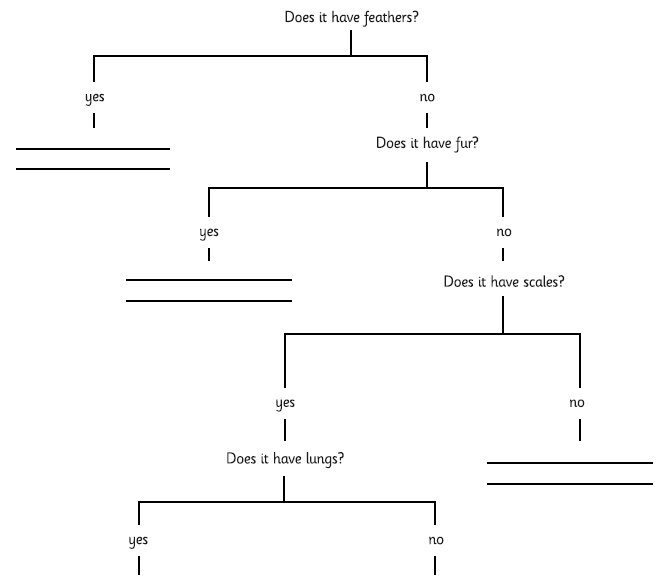 Does it have feathers?
yes
no
Does it have fur?
yes
no
Does it have scales?
yes
no
Does it have lungs?
yes
no